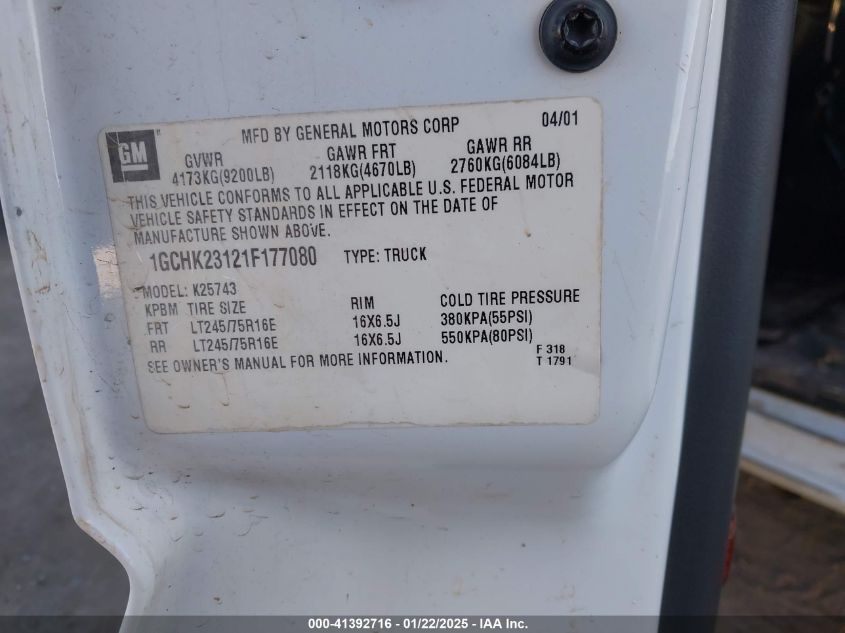 MFD BY GENERAL MOTORS CORP 04/01
GM
GVWR GAWR FRT GAWR RR
4173KG(9200LB) 2118KG(4670LB) 2760KG(6084LB)
THIS VEHICLE CONFORMS TO ALL APPLICABLE U.S. FEDERAL MOTOR
VEHICLE SAFETY STANDARDS IN EFFECT ON THE DATE OF
MANUFACTURE SHOWN ABOVE.
1GCHK23121F177080 TYPE: TRUCK
MODEL: K25743
KPBM TIRE SIZE RIM COLD TIRE PRESSURE
FRT LT245/75R16E 16X6.5J 380KPA(55PSI)
RR LT245/75R16E 16X6.5J 550KPA(80PSI)
SEE OWNER'S MANUAL FOR MORE INFORMATION.
F 318
T 1791
000-41392716 - 01/22/2025 - IAA Inc.